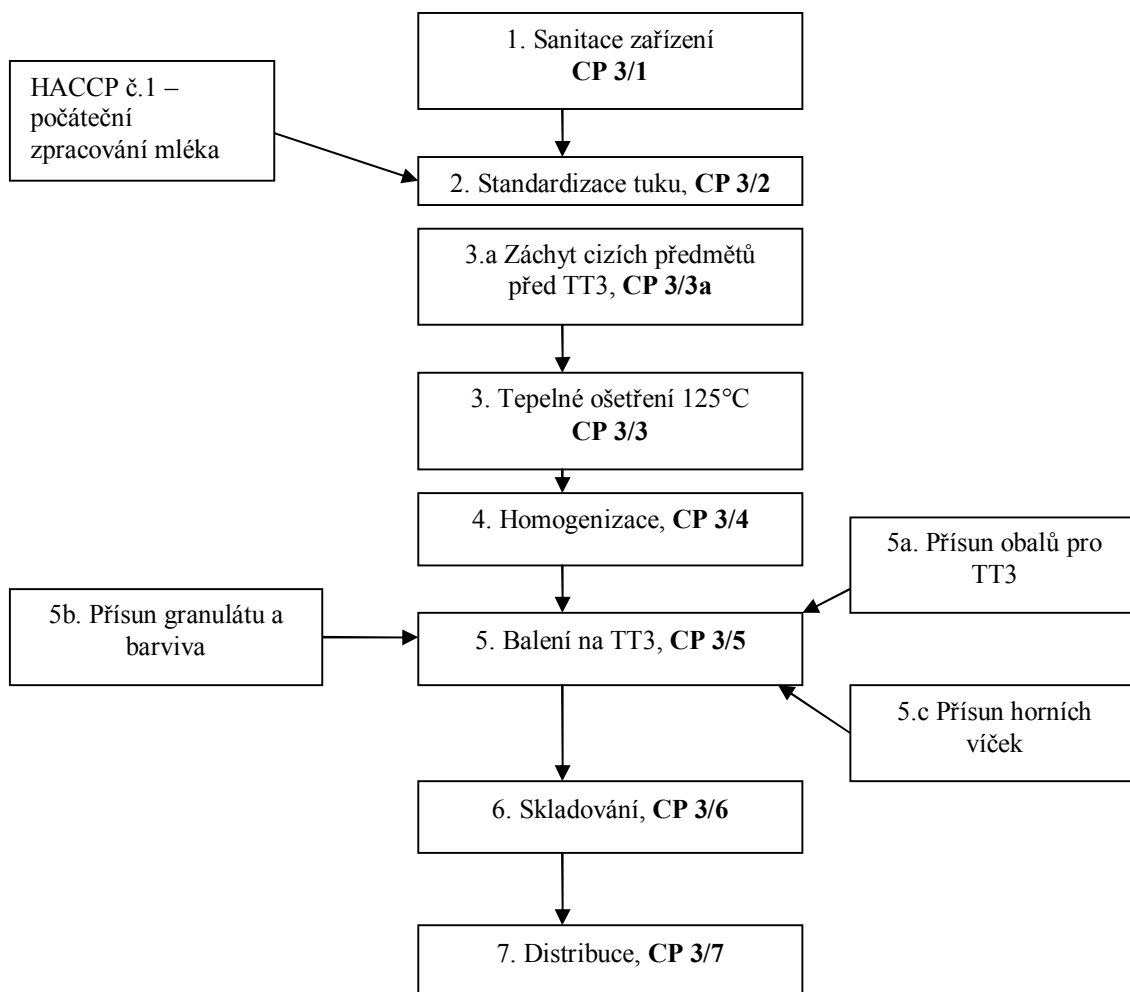 1. Sanitace zařízení
CP 3/1
HACCP č.1 –
počáteční
zpracování mléka
2. Standardizace tuku, CP 3/2
3.a Záchyt cizích předmětů
před TT3, CP 3/3a
3. Tepelné ošetření 125°C
CP 3/3
4. Homogenizace, CP 3/4
5a. Přísun obalů pro
TT3
5b. Přísun granulátu a
barviva
5. Balení na TT3, CP 3/5
5.c Přísun horních
víček
6. Skladování, CP 3/6
7. Distribuce, CP 3/7